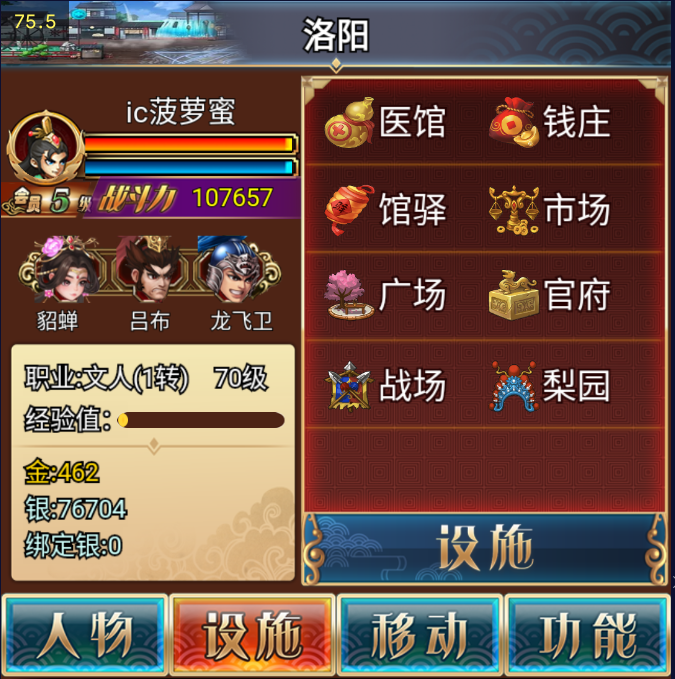 75.5
洛阳
ic菠萝蜜
会员5级 战斗力 107657
貂蝉 吕布 龙飞卫
职业:文人(1转) 70级
经验值:
金:462
银:76704
绑定银:0
医馆 钱庄
馆驿 市场
广场 官府
战场 梨园
设施
人物 设施 移动 功能